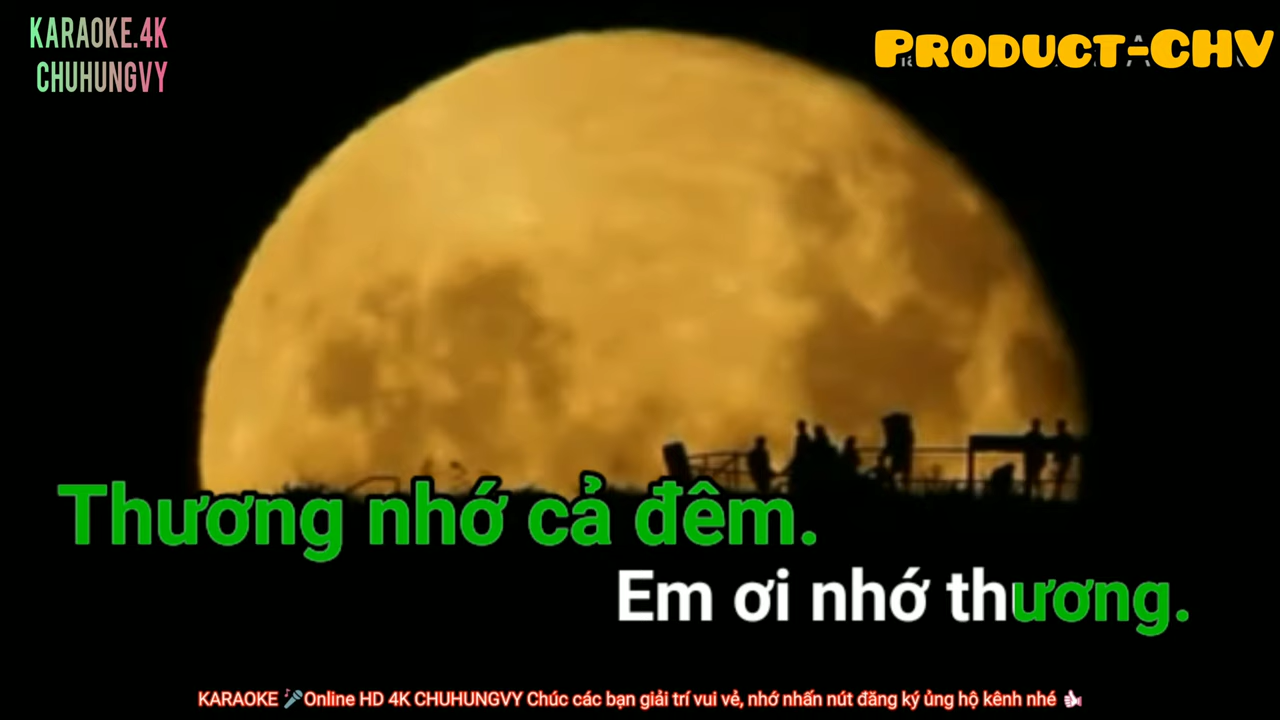 KARAOKE.4K
CHUHUNGVY
PRODUCT-CHV
Thương nhớ cả đêm.
Em ơi nhớ thương.
KARAOKE 🎤Online HD 4K CHUHUNGVY Chúc các bạn giải trí vui vẻ, nhớ nhấn nút đăng ký ủng hộ kênh nhé 👍